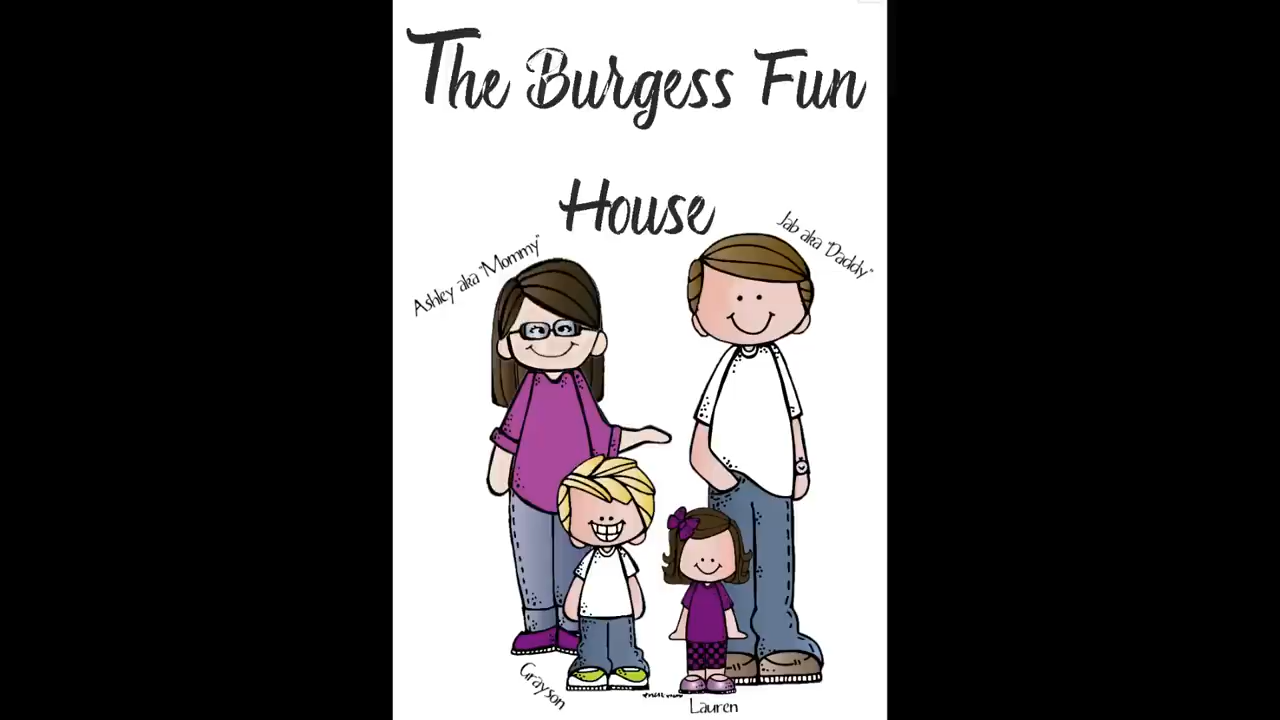 The Burgess Fun
House
Ashley aka "Mommy"
Jab aka "Daddy"
Grayson
Lauren